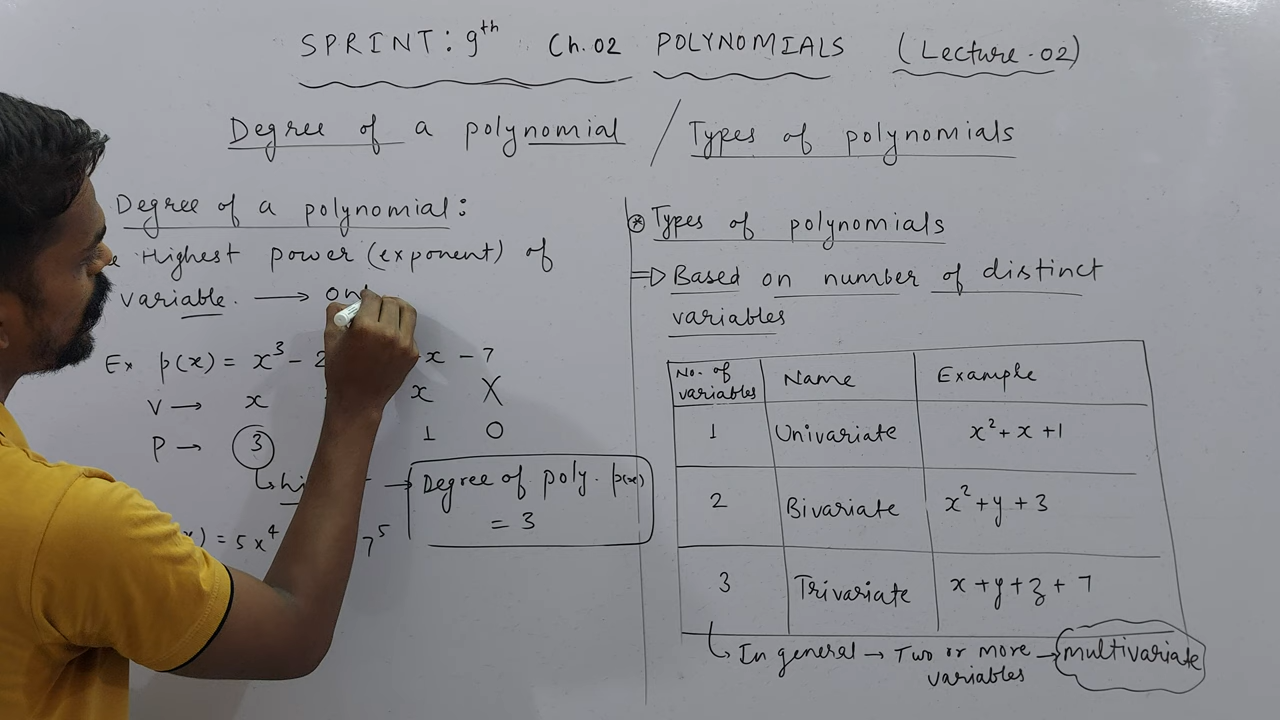 SPRINT: 9th Ch. 02 POLYNOMIALS (Lecture-02)
Degree of a polynomial / Types of polynomials
Degree of a polynomial:
Highest power (exponent) of
variable. → on
Ex p(x) = x³ - 2 x - 7
V → x x X
P → 3 1 0
→ Degree of poly. p(x)
= 3
) = 5x⁴ 7⁵
⊛ Types of polynomials
⇒ Based on number of distinct
variables
No. of variables Name Example
1 Univariate x² + x + 1
2 Bivariate x² + y + 3
3 Trivariate x + y + z + 7
↳ In general → Two or more variables → multivariate